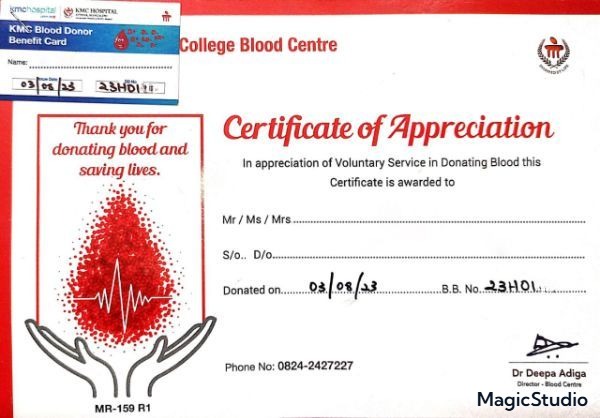 kmchospital
KMC HOSPITAL
KMC Blood Donor
Benefit Card
Name:
Issue Date
03/08/23
23H01
College Blood Centre
Certificate of Appreciation
In appreciation of Voluntary Service in Donating Blood this
Certificate is awarded to
Mr / Ms / Mrs
S/o.. D/o
Donated on 03/08/23 B.B. No. 23H01
Thank you for
donating blood and
saving lives.
MR-159 R1
Phone No: 0824-2427227
Dr Deepa Adiga
Director - Blood Centre
MagicStudio